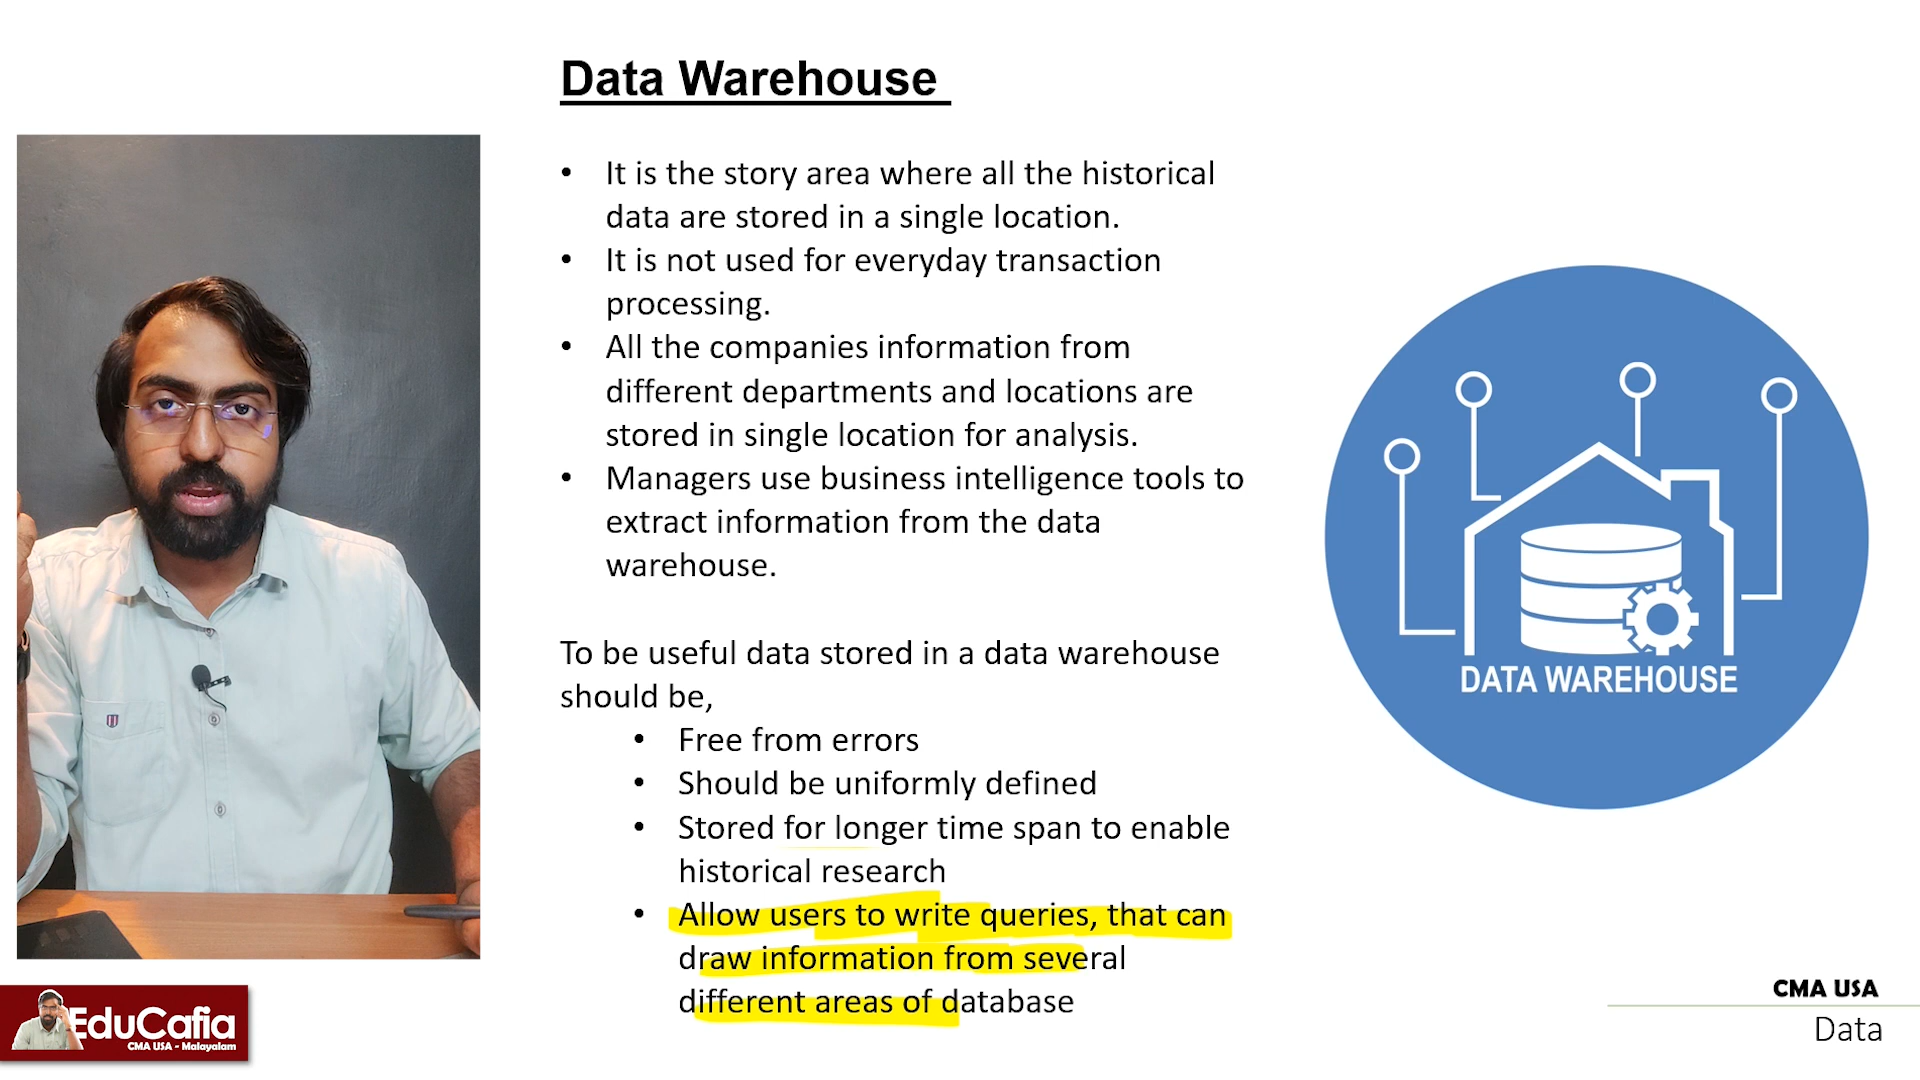 Data Warehouse
• It is the story area where all the historical
data are stored in a single location.
• It is not used for everyday transaction
processing.
• All the companies information from
different departments and locations are
stored in single location for analysis.
• Managers use business intelligence tools to
extract information from the data
warehouse.
To be useful data stored in a data warehouse
should be,
• Free from errors
• Should be uniformly defined
• Stored for longer time span to enable
historical research
• Allow users to write queries, that can
draw information from several
different areas of database
DATA WAREHOUSE
EduCafia
CMA USA - Malayalam
CMA USA
Data